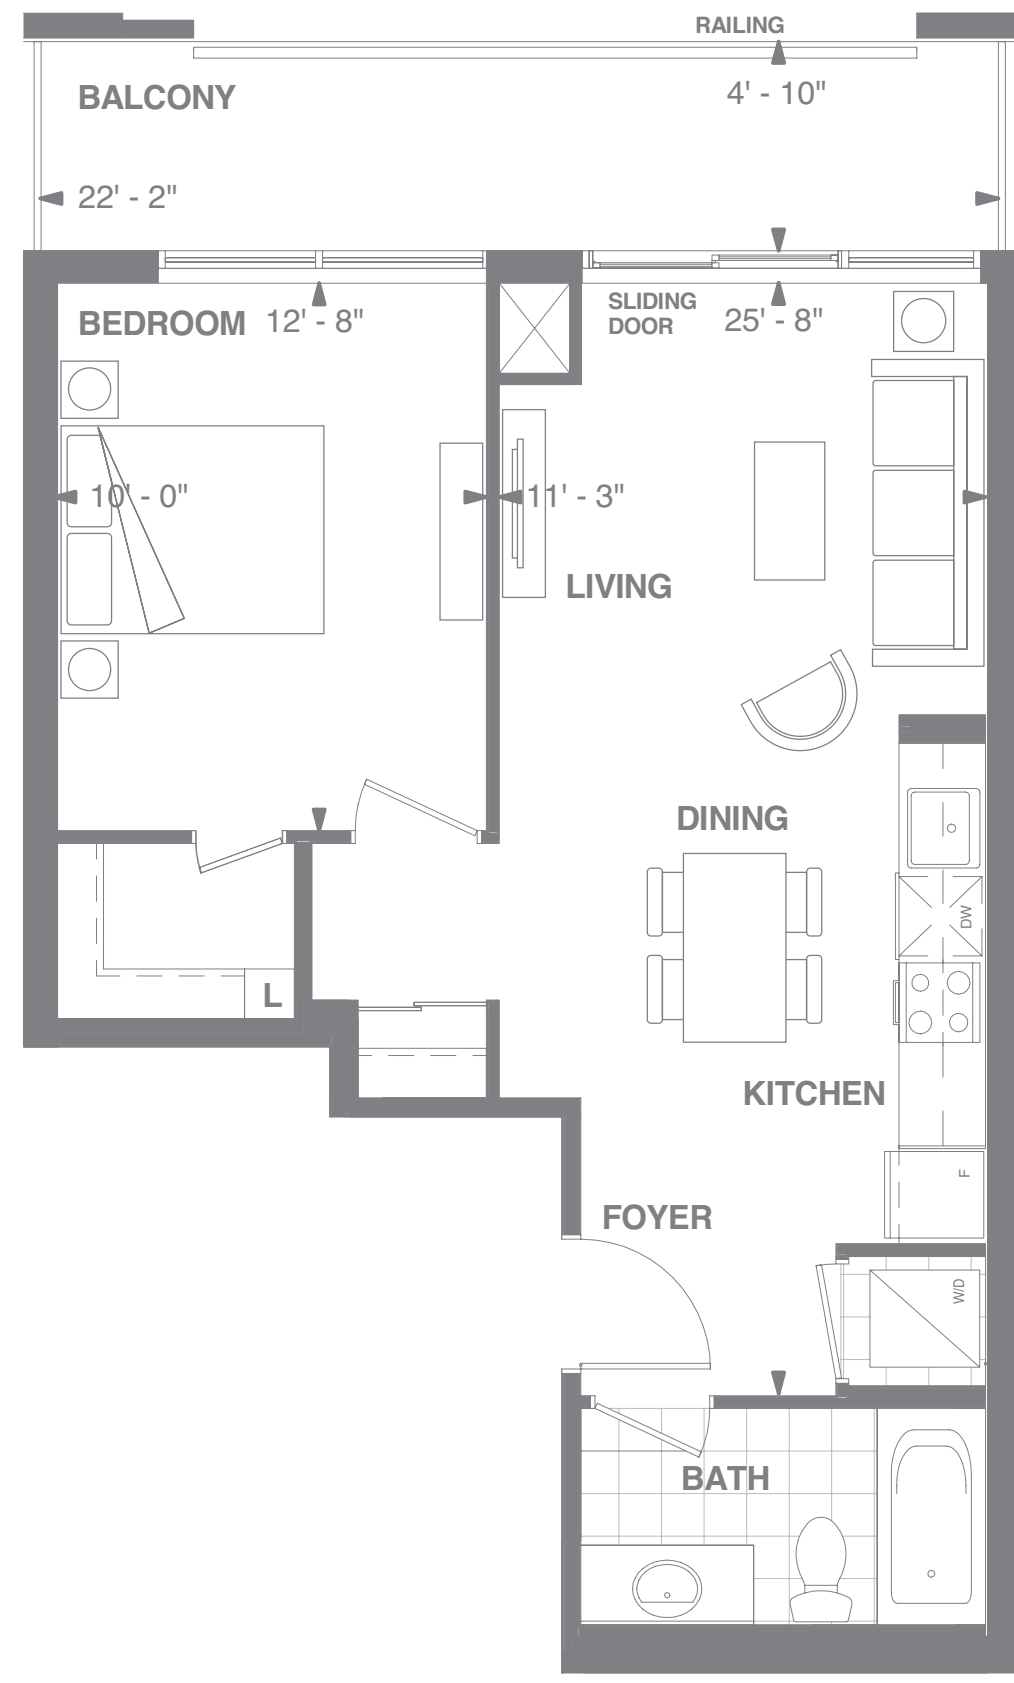 RAILING
BALCONY
4' - 10"
22' - 2"
BEDROOM
12' - 8"
SLIDING
DOOR
25' - 8"
10' - 0"
11' - 3"
LIVING
DINING
DW
L
KITCHEN
F
FOYER
W/D
BATH